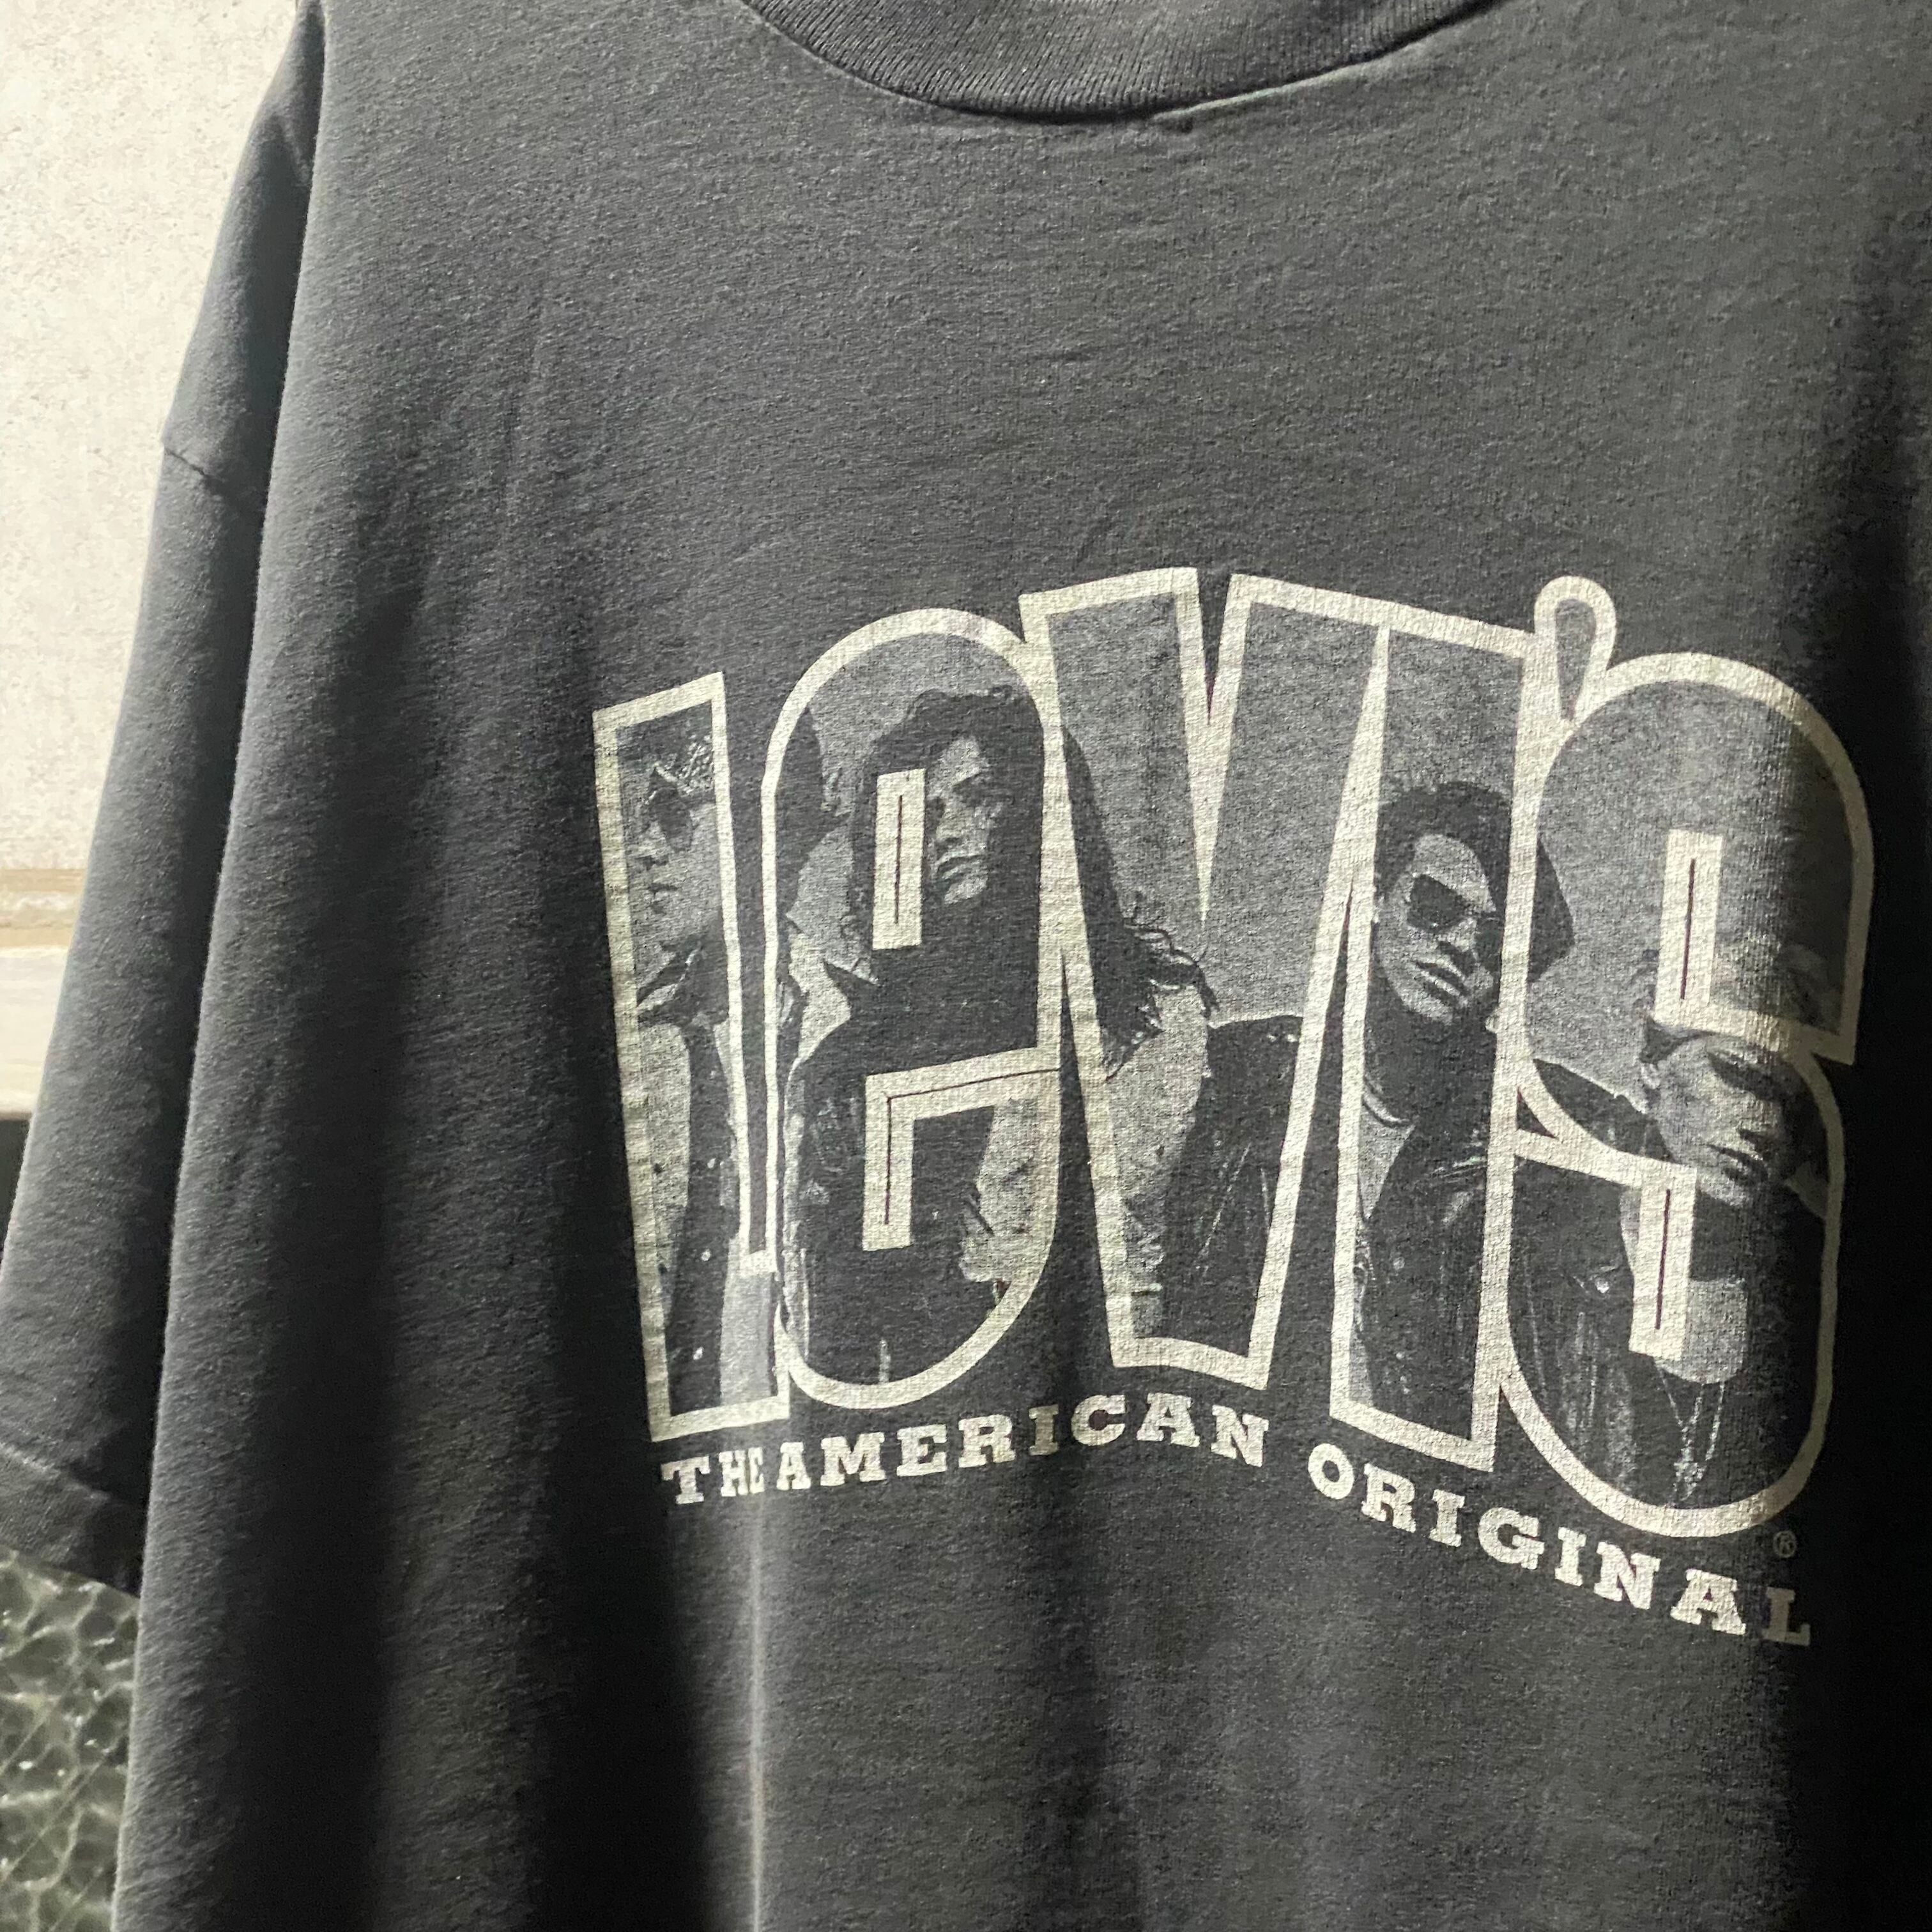 LeVI'S
THE AMERICAN ORIGINAL
®